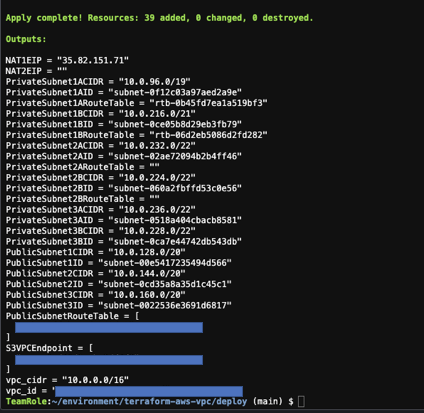 Apply complete! Resources: 39 added, 0 changed, 0 destroyed.
Outputs:
NAT1EIP = "35.82.151.71"
NAT2EIP = ""
PrivateSubnet1ACIDR = "10.0.96.0/19"
PrivateSubnet1AID = "subnet-0f12c03a97aed2a9e"
PrivateSubnet1ARouteTable = "rtb-0b45fd7ea1a519bf3"
PrivateSubnet1BCIDR = "10.0.216.0/21"
PrivateSubnet1BID = "subnet-0ce05b8d29eb3fb79"
PrivateSubnet1BRouteTable = "rtb-06d2eb5086d2fd282"
PrivateSubnet2ACIDR = "10.0.232.0/22"
PrivateSubnet2AID = "subnet-02ae72094b2b4ff46"
PrivateSubnet2ARouteTable = ""
PrivateSubnet2BCIDR = "10.0.224.0/22"
PrivateSubnet2BID = "subnet-060a2fbffd53c0e56"
PrivateSubnet2BRouteTable = ""
PrivateSubnet3ACIDR = "10.0.236.0/22"
PrivateSubnet3AID = "subnet-0518a404cbacb8581"
PrivateSubnet3BCIDR = "10.0.228.0/22"
PrivateSubnet3BID = "subnet-0ca7e44742db543db"
PublicSubnet1CIDR = "10.0.128.0/20"
PublicSubnet1ID = "subnet-00e5417235494d566"
PublicSubnet2CIDR = "10.0.144.0/20"
PublicSubnet2ID = "subnet-0cd35a8a35d1c45c1"
PublicSubnet3CIDR = "10.0.160.0/20"
PublicSubnet3ID = "subnet-0022536e3691d6817"
PublicSubnetRouteTable = [
]
S3VPCEndpoint = [
]
vpc_cidr = "10.0.0.0/16"
vpc_id = "
TeamRole:~/environment/terraform-aws-vpc/deploy (main) $